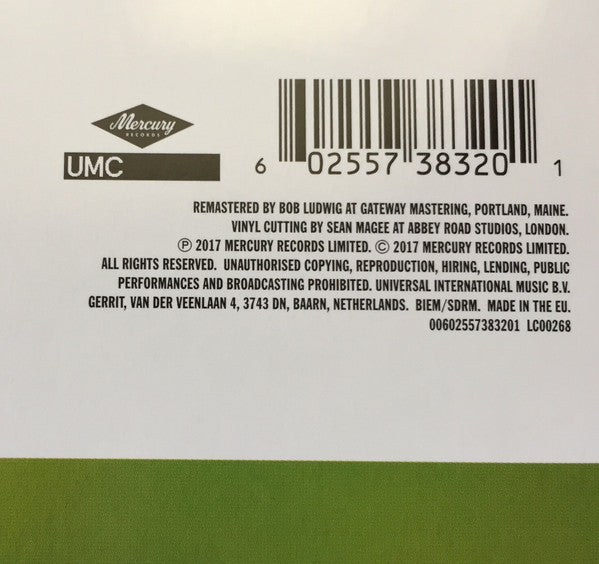 Mercury
RECORDS
UMC
6 02557 38320 1
REMASTERED BY BOB LUDWIG AT GATEWAY MASTERING, PORTLAND, MAINE.
VINYL CUTTING BY SEAN MAGEE AT ABBEY ROAD STUDIOS, LONDON.
℗ 2017 MERCURY RECORDS LIMITED. © 2017 MERCURY RECORDS LIMITED.
ALL RIGHTS RESERVED. UNAUTHORISED COPYING, REPRODUCTION, HIRING, LENDING, PUBLIC
PERFORMANCES AND BROADCASTING PROHIBITED. UNIVERSAL INTERNATIONAL MUSIC B.V.
GERRIT, VAN DER VEENLAAN 4, 3743 DN, BAARN, NETHERLANDS. BIEM/SDRM. MADE IN THE EU.
00602557383201 LC00268